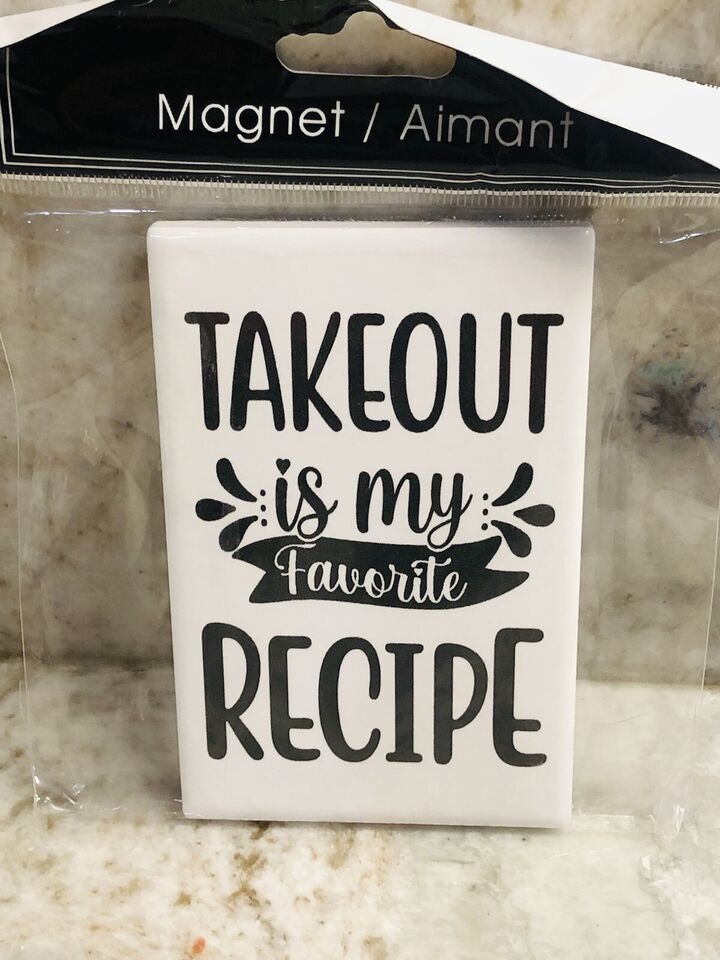 Magnet / Aimant
TAKEOUT
is my
Favorite
RECIPE